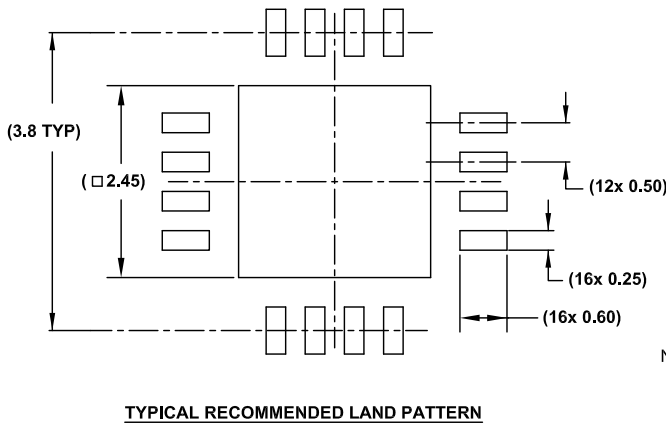 (3.8 TYP)
(□2.45)
(12x 0.50)
(16x 0.25)
(16x 0.60)
N
TYPICAL RECOMMENDED LAND PATTERN